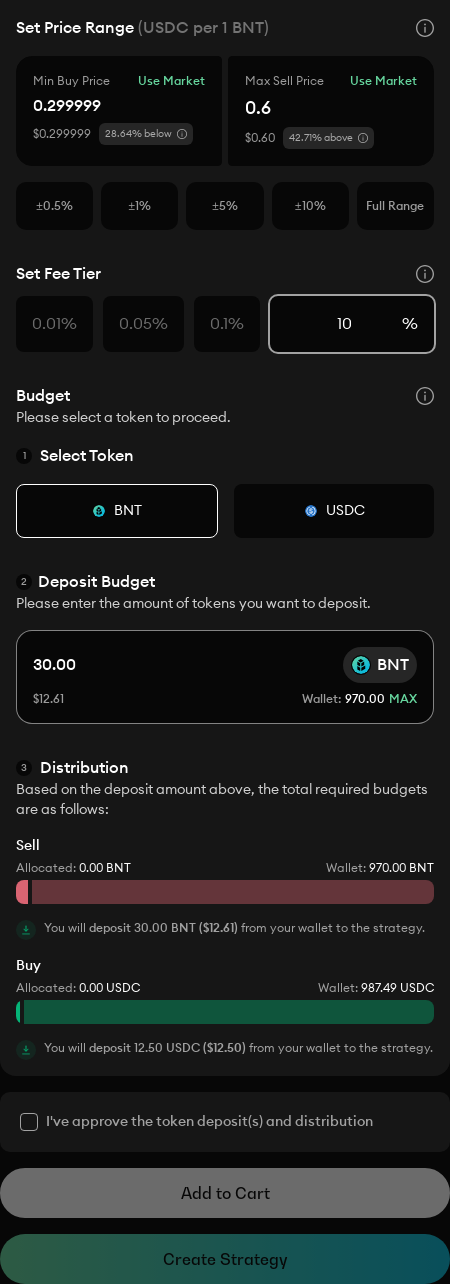 Set Price Range (USDC per 1 BNT)
Min Buy Price Use Market
0.299999
$0.299999 28.64% below
Max Sell Price Use Market
0.6
$0.60 42.71% above
±0.5% ±1% ±5% ±10% Full Range
Set Fee Tier
0.01% 0.05% 0.1% 10 %
Budget
Please select a token to proceed.
1 Select Token
BNT USDC
2 Deposit Budget
Please enter the amount of tokens you want to deposit.
30.00 BNT
$12.61 Wallet: 970.00 MAX
3 Distribution
Based on the deposit amount above, the total required budgets
are as follows:
Sell
Allocated: 0.00 BNT Wallet: 970.00 BNT
You will deposit 30.00 BNT ($12.61) from your wallet to the strategy.
Buy
Allocated: 0.00 USDC Wallet: 987.49 USDC
You will deposit 12.50 USDC ($12.50) from your wallet to the strategy.
I've approve the token deposit(s) and distribution
Add to Cart
Create Strategy